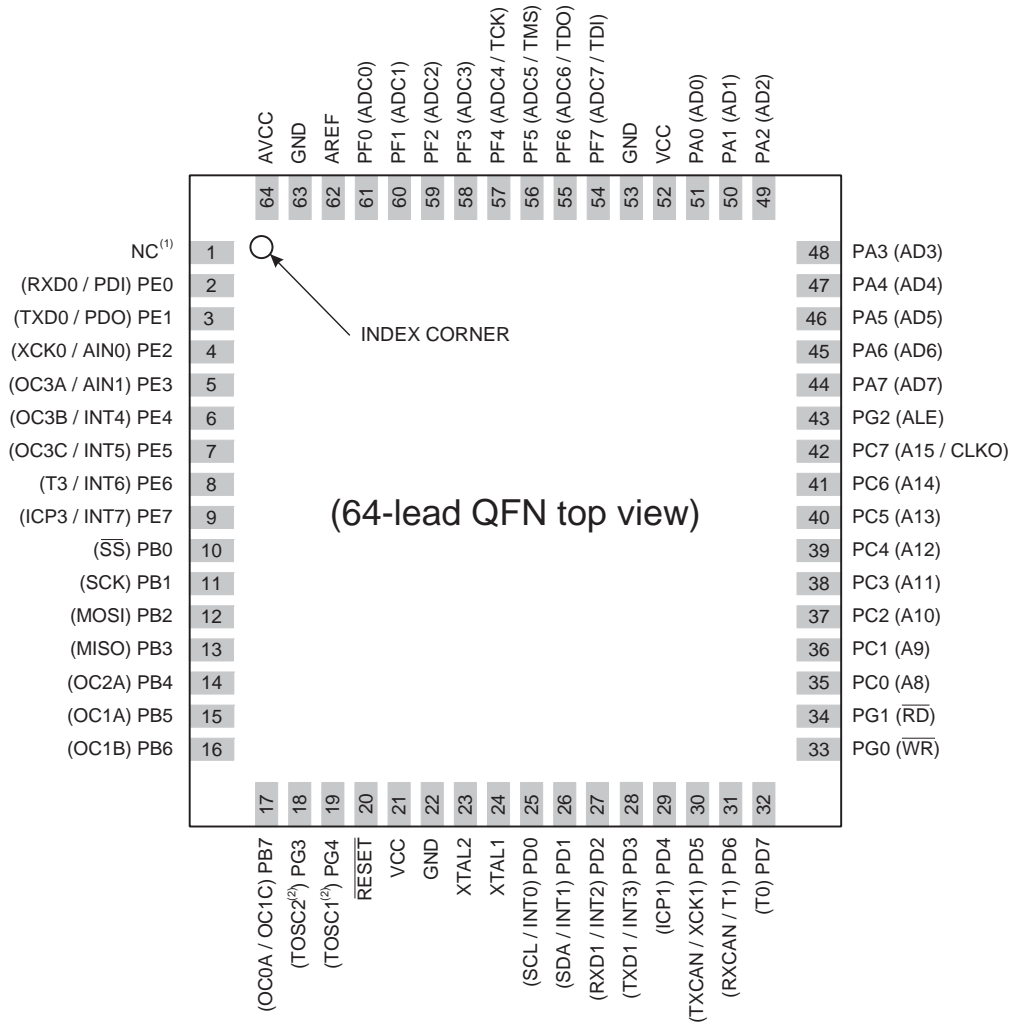 AVCC
GND
AREF
PF0 (ADC0)
PF1 (ADC1)
PF2 (ADC2)
PF3 (ADC3)
PF4 (ADC4 / TCK)
PF5 (ADC5 / TMS)
PF6 (ADC6 / TDO)
PF7 (ADC7 / TDI)
GND
VCC
PA0 (AD0)
PA1 (AD1)
PA2 (AD2)
64
63
62
61
60
59
58
57
56
55
54
53
52
51
50
49
NC(1) 1
(RXD0 / PDI) PE0 2
(TXD0 / PDO) PE1 3
(XCK0 / AIN0) PE2 4
(OC3A / AIN1) PE3 5
(OC3B / INT4) PE4 6
(OC3C / INT5) PE5 7
(T3 / INT6) PE6 8
(ICP3 / INT7) PE7 9
(S̅S̅) PB0 10
(SCK) PB1 11
(MOSI) PB2 12
(MISO) PB3 13
(OC2A) PB4 14
(OC1A) PB5 15
(OC1B) PB6 16
INDEX CORNER
(64-lead QFN top view)
48 PA3 (AD3)
47 PA4 (AD4)
46 PA5 (AD5)
45 PA6 (AD6)
44 PA7 (AD7)
43 PG2 (ALE)
42 PC7 (A15 / CLKO)
41 PC6 (A14)
40 PC5 (A13)
39 PC4 (A12)
38 PC3 (A11)
37 PC2 (A10)
36 PC1 (A9)
35 PC0 (A8)
34 PG1 (R̅D̅)
33 PG0 (W̅R̅)
17
18
19
20
21
22
23
24
25
26
27
28
29
30
31
32
(OC0A / OC1C) PB7
(TOSC2(2)) PG3
(TOSC1(2)) PG4
R̅E̅S̅E̅T̅
VCC
GND
XTAL2
XTAL1
(SCL / INT0) PD0
(SDA / INT1) PD1
(RXD1 / INT2) PD2
(TXD1 / INT3) PD3
(ICP1) PD4
(TXCAN / XCK1) PD5
(RXCAN / T1) PD6
(T0) PD7